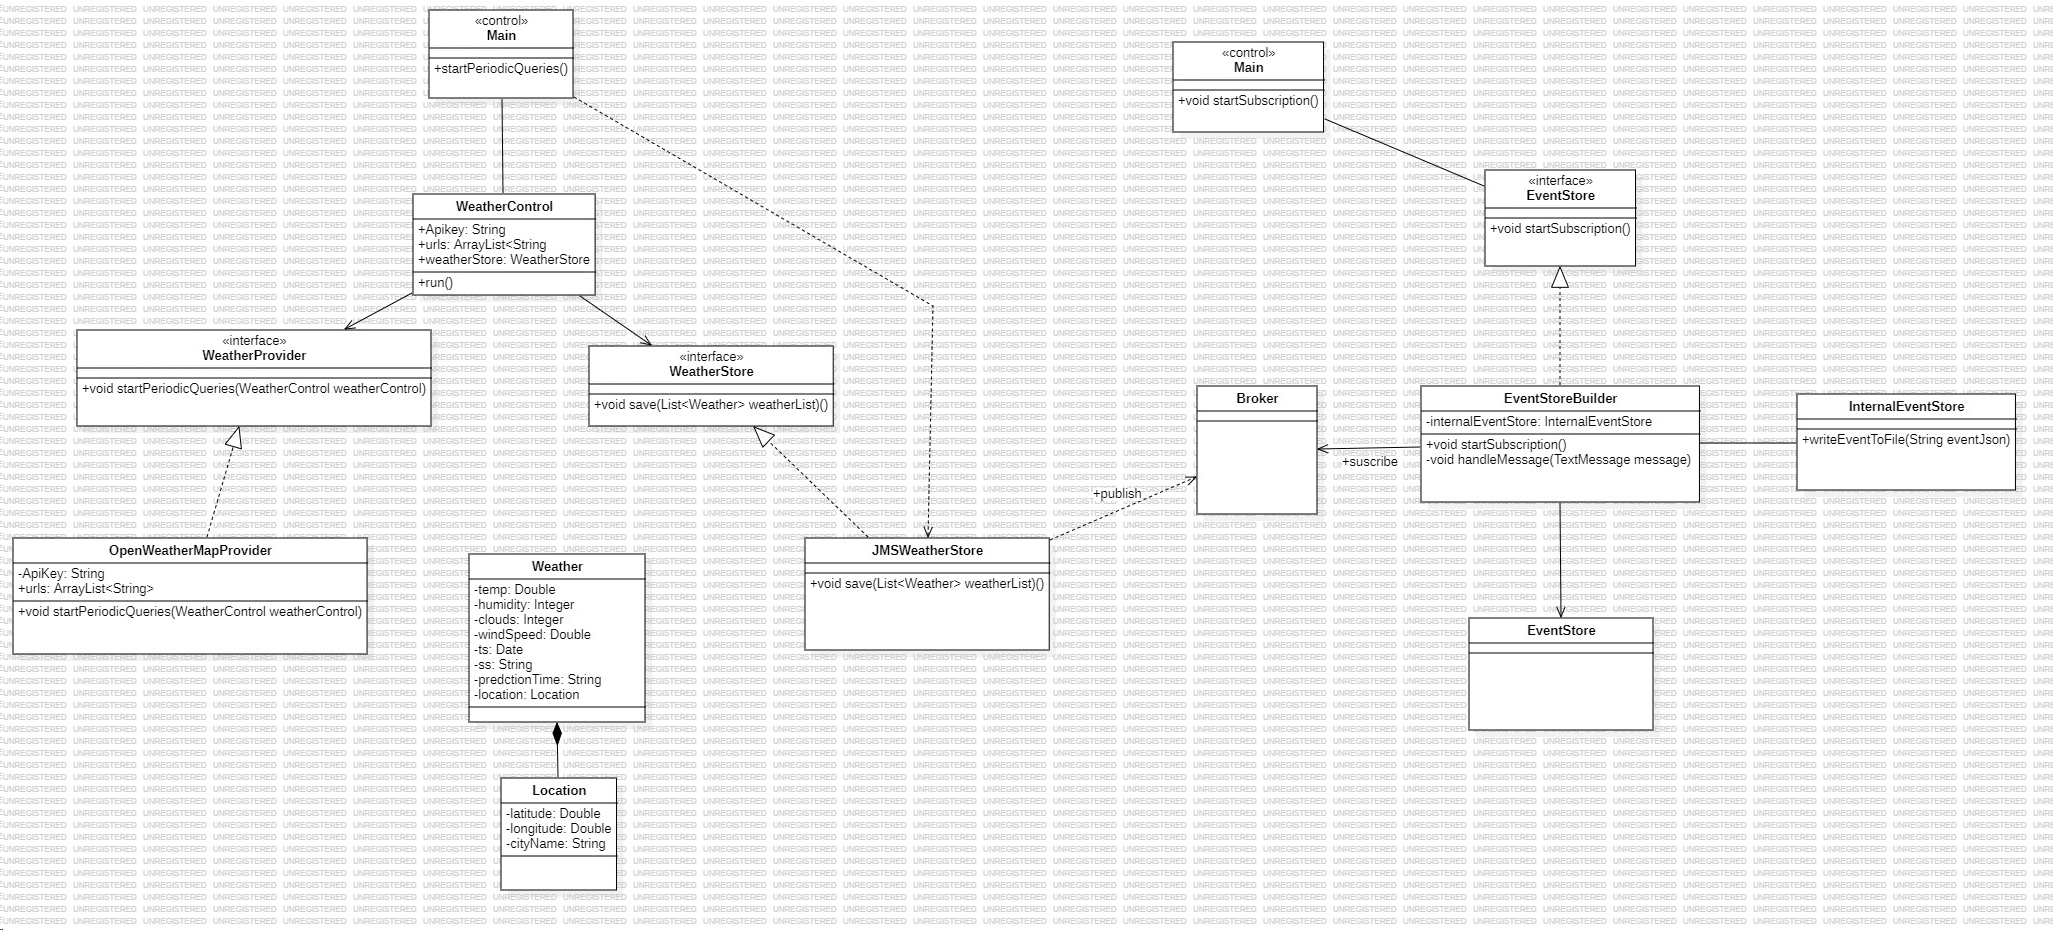 «control»
Main
+startPeriodicQueries()
«control»
Main
+void startSubscription()
«interface»
EventStore
+void startSubscription()
WeatherControl
+Apikey: String
+urls: ArrayList<String
+weatherStore: WeatherStore
+run()
«interface»
WeatherProvider
+void startPeriodicQueries(WeatherControl weatherControl)
«interface»
WeatherStore
+void save(List<Weather> weatherList)()
Broker
EventStoreBuilder
-internalEventStore: InternalEventStore
+void startSubscription()
-void handleMessage(TextMessage message)
InternalEventStore
+writeEventToFile(String eventJson)
+suscribe
+publish
OpenWeatherMapProvider
-ApiKey: String
+urls: ArrayList<String>
+void startPeriodicQueries(WeatherControl weatherControl)
Weather
-temp: Double
-humidity: Integer
-clouds: Integer
-windSpeed: Double
-ts: Date
-ss: String
-predctionTime: String
-location: Location
JMSWeatherStore
+void save(List<Weather> weatherList)()
EventStore
Location
-latitude: Double
-longitude: Double
-cityName: String
UNREGISTERED